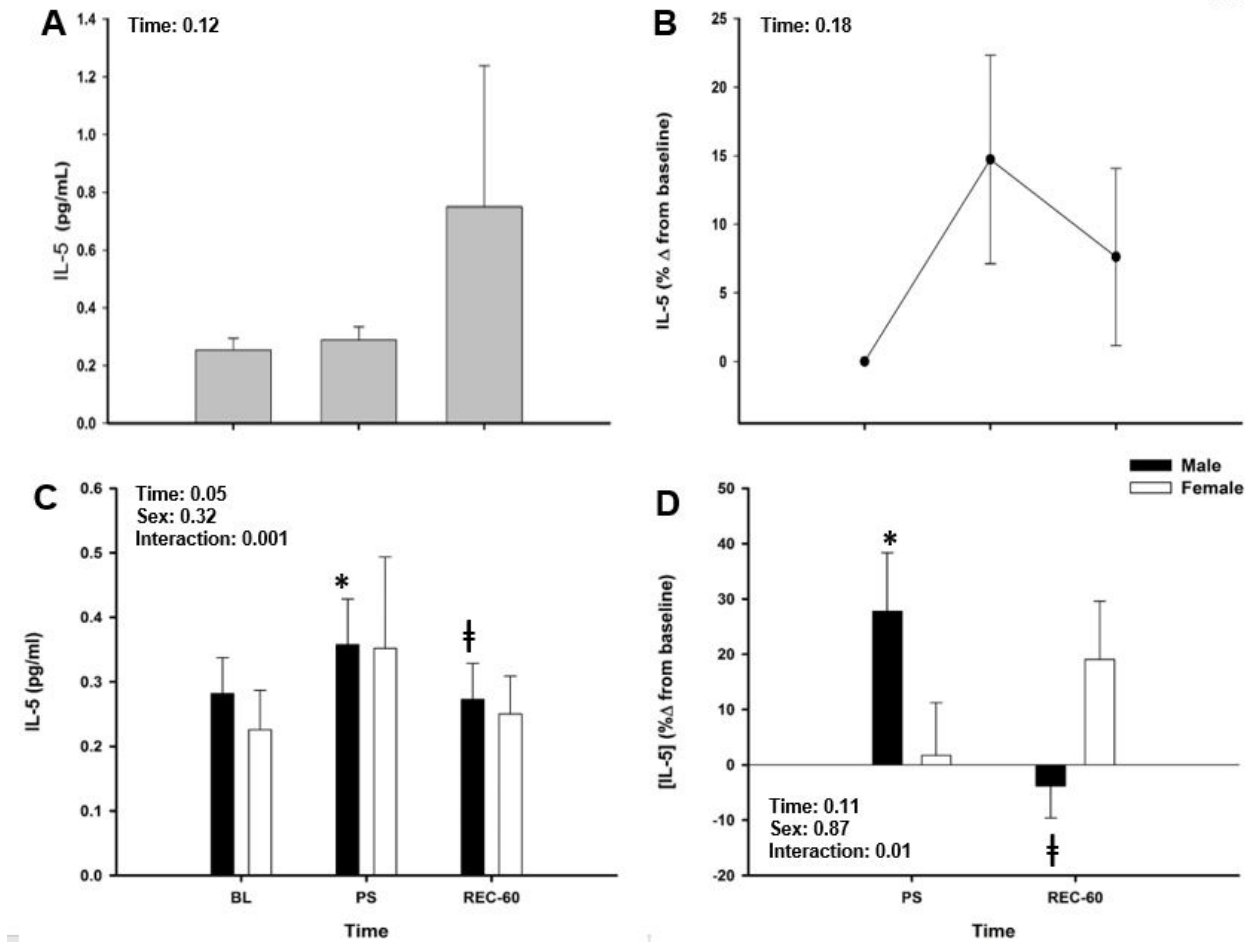 A
Time: 0.12
IL-5 (pg/mL)
1.4
1.2
1.0
0.8
0.6
0.4
0.2
0.0
B
Time: 0.18
IL-5 (% Δ from baseline)
25
20
15
10
5
0
C
Time: 0.05
Sex: 0.32
Interaction: 0.001
IL-5 (pg/ml)
0.6
0.5
0.4
0.3
0.2
0.1
0.0
*
ǂ
BL
PS
REC-60
Time
Male
Female
D
[IL-5] (%Δ from baseline)
50
40
30
20
10
0
-10
-20
*
Time: 0.11
Sex: 0.87
Interaction: 0.01
ǂ
PS
REC-60
Time